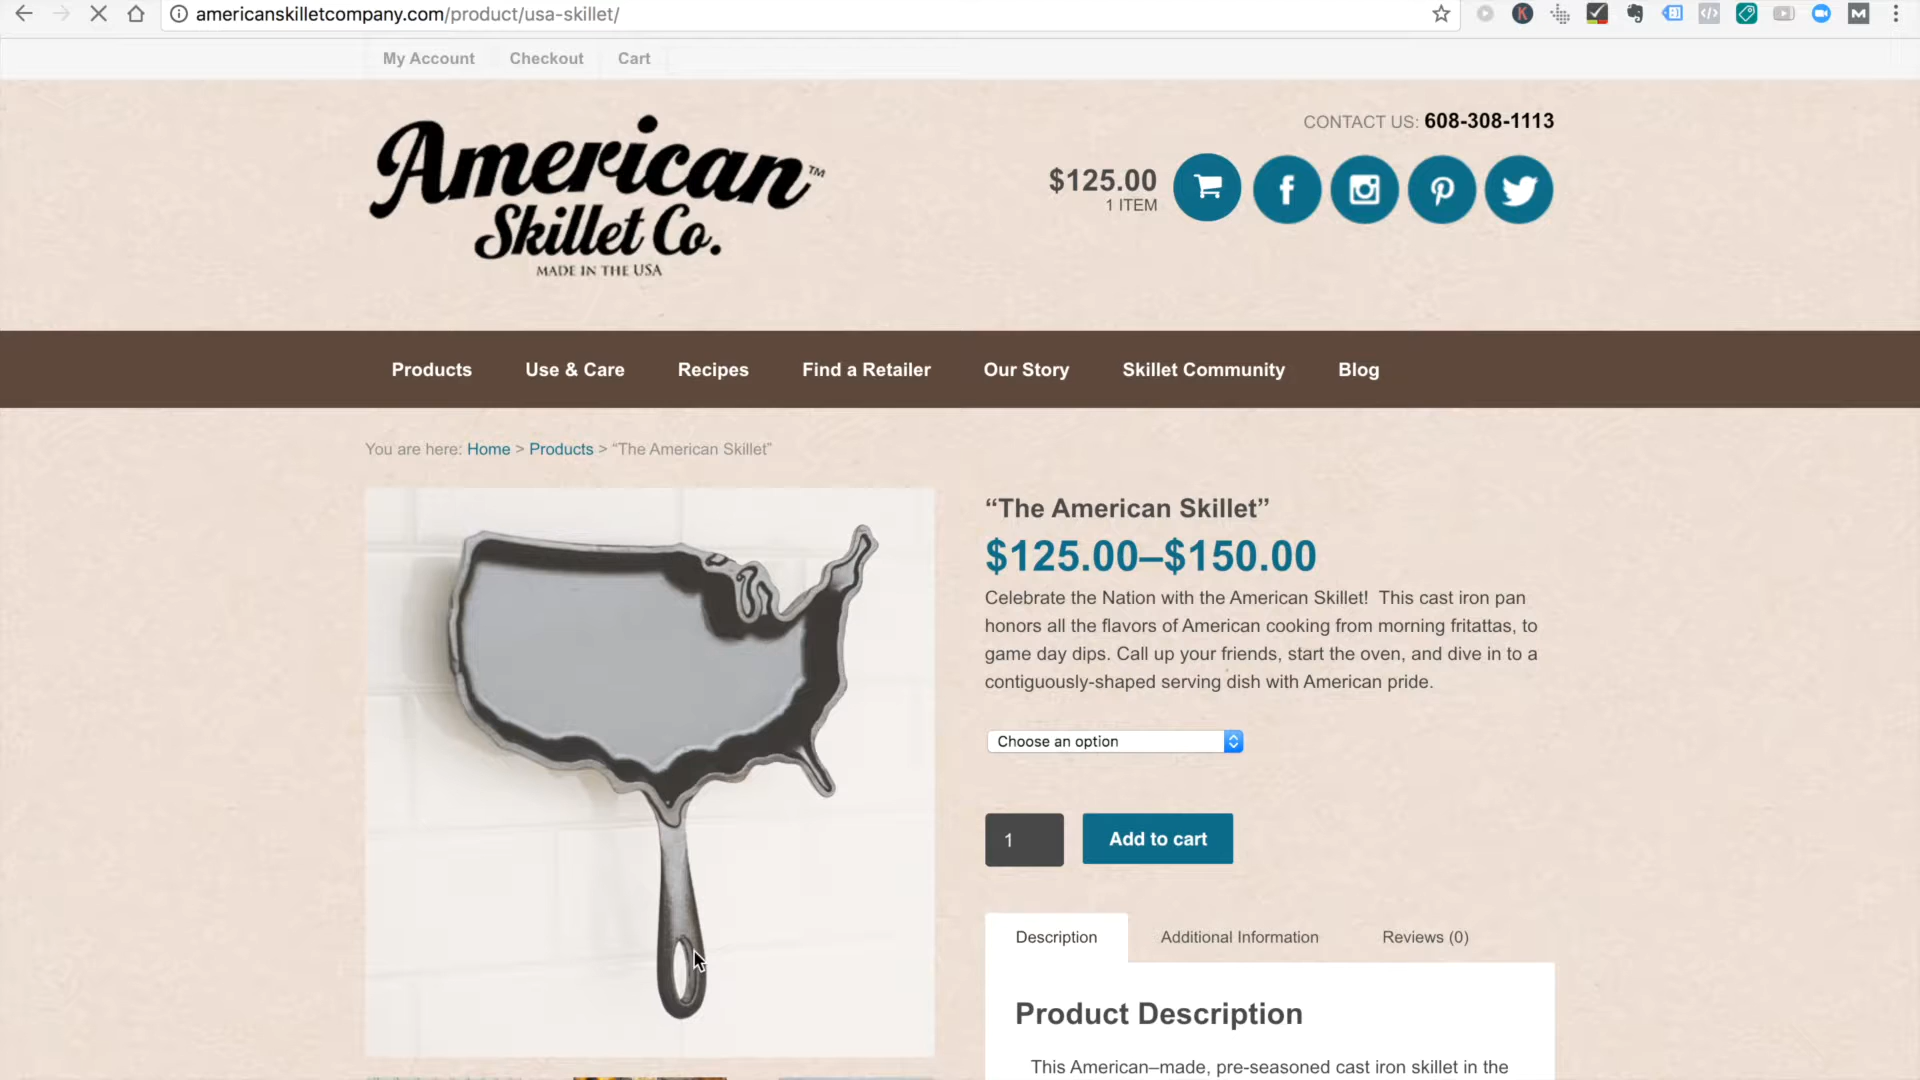 americanskilletcompany.com/product/usa-skillet/
My Account Checkout Cart
American™
Skillet Co.
MADE IN THE USA
CONTACT US: 608-308-1113
$125.00
1 ITEM
Products Use & Care Recipes Find a Retailer Our Story Skillet Community Blog
You are here: Home > Products > “The American Skillet”
“The American Skillet”
$125.00–$150.00
Celebrate the Nation with the American Skillet!  This cast iron pan
honors all the flavors of American cooking from morning fritattas, to
game day dips. Call up your friends, start the oven, and dive in to a
contiguously-shaped serving dish with American pride.
Choose an option
1 Add to cart
Description Additional Information Reviews (0)
Product Description
This American–made, pre-seasoned cast iron skillet in the